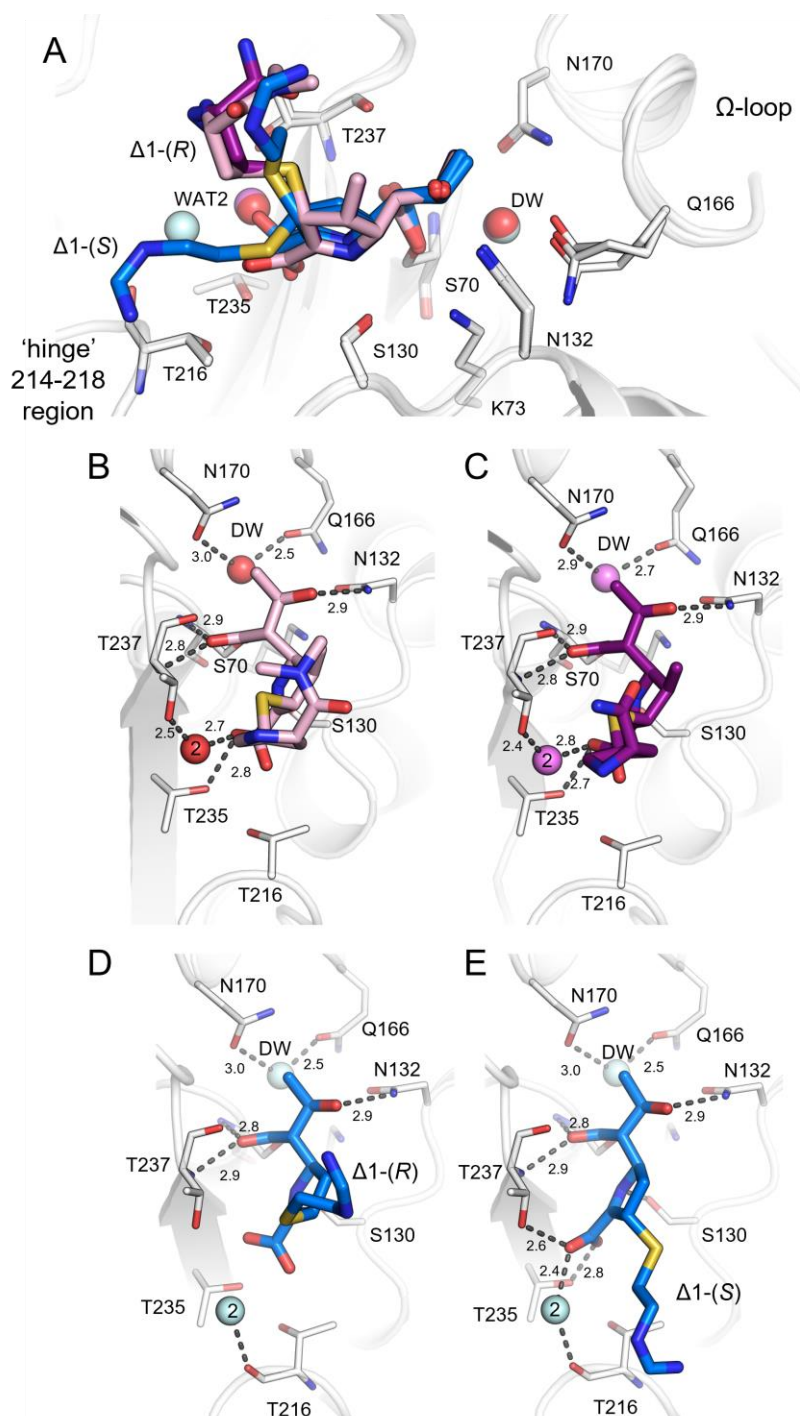 A
N170
Ω-loop
Δ1-(R)
T237
WAT2
DW
Q166
Δ1-(S)
T235
S70
'hinge'
214-218
region
T216
S130
N132
K73
B
N170
DW
Q166
3.0
2.5
N132
2.9
T237
2.9
2.8
S70
S130
2.5
2
2.7
2.8
T235
T216
C
N170
DW
Q166
2.9
2.7
N132
2.9
T237
2.9
2.8
S70
S130
2.4
2
2.8
2.7
T235
T216
D
N170
Q166
DW
3.0
2.5
N132
2.9
2.8
T237
2.9
Δ1-(R)
S130
T235
2
T216
E
N170
Q166
DW
3.0
2.5
N132
2.9
2.8
T237
2.9
S130
2.6
2.4
2.8
T235
2
Δ1-(S)
T216